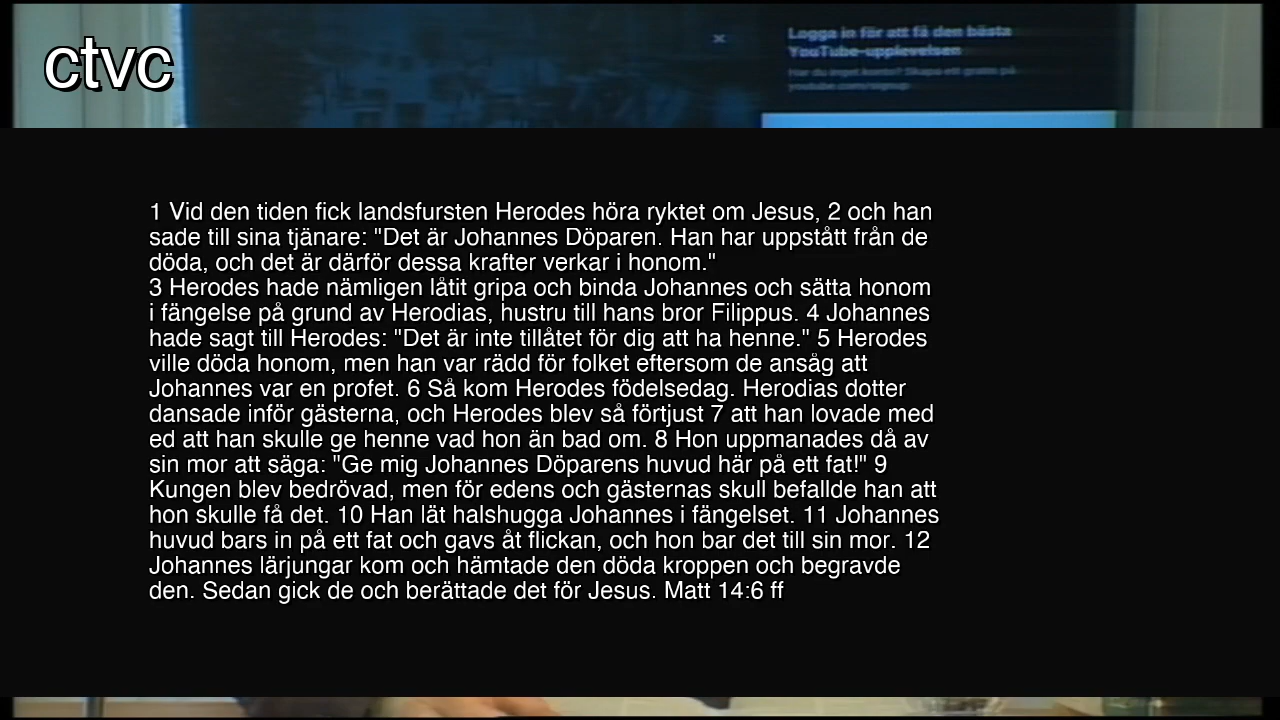 ctvc
Logga in för att få den bästa
YouTube-upplevelsen
Har du inget konto? Skapa ett gratis på
youtube.com/signup
1 Vid den tiden fick landsfursten Herodes höra ryktet om Jesus, 2 och han
sade till sina tjänare: "Det är Johannes Döparen. Han har uppstått från de
döda, och det är därför dessa krafter verkar i honom."
3 Herodes hade nämligen låtit gripa och binda Johannes och sätta honom
i fängelse på grund av Herodias, hustru till hans bror Filippus. 4 Johannes
hade sagt till Herodes: "Det är inte tillåtet för dig att ha henne." 5 Herodes
ville döda honom, men han var rädd för folket eftersom de ansåg att
Johannes var en profet. 6 Så kom Herodes födelsedag. Herodias dotter
dansade inför gästerna, och Herodes blev så förtjust 7 att han lovade med
ed att han skulle ge henne vad hon än bad om. 8 Hon uppmanades då av
sin mor att säga: "Ge mig Johannes Döparens huvud här på ett fat!" 9
Kungen blev bedrövad, men för edens och gästernas skull befallde han att
hon skulle få det. 10 Han lät halshugga Johannes i fängelset. 11 Johannes
huvud bars in på ett fat och gavs åt flickan, och hon bar det till sin mor. 12
Johannes lärjungar kom och hämtade den döda kroppen och begravde
den. Sedan gick de och berättade det för Jesus. Matt 14:6 ff